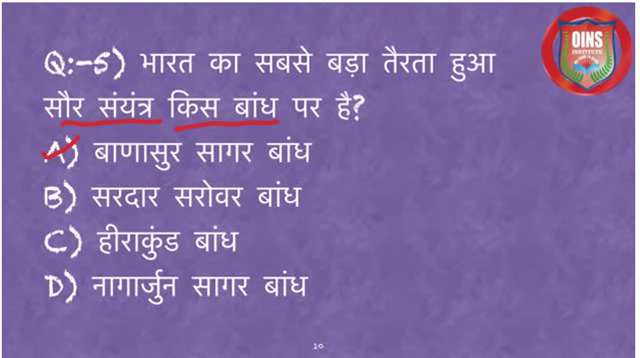 OINS
INSTITUTE
Q:-5) भारत का सबसे बड़ा तैरता हुआ
सौर संयंत्र किस बांध पर है?
A) बाणासुर सागर बांध
B) सरदार सरोवर बांध
C) हीराकुंड बांध
D) नागार्जुन सागर बांध
10